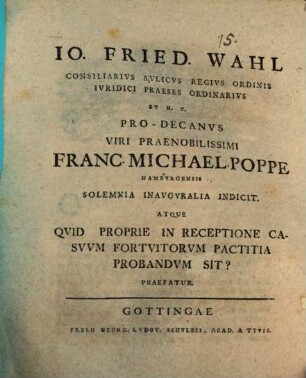 15.
IO. FRIED. WAHL
CONSILIARIVS AVLICVS REGIVS ORDINIS
IVRIDICI PRAESES ORDINARIVS
ET H. T.
PRO-DECANVS
VIRI PRAENOBILISSIMI
FRANC. MICHAEL. POPPE
HAMBVRGENSIS
SOLEMNIA INAVGVRALIA INDICIT.
ATQVE
QVID PROPRIE IN RECEPTIONE CA-
SVVM FORTVITORVM PACTITIA
PROBANDVM SIT?
PRAEFATVR.
GOTTINGAE
PRELO GEORG. LVDOV. SCHVLZII, ACAD. A TYPIS.